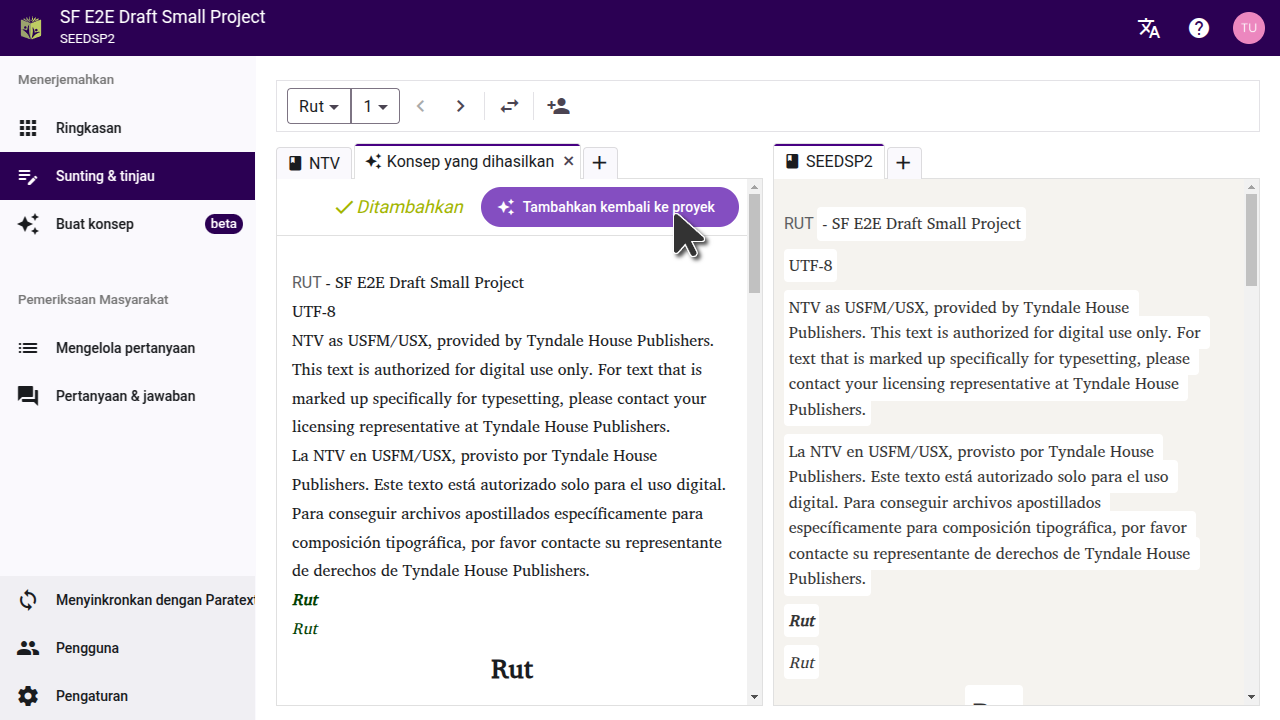 SF E2E Draft Small Project
SEEDSP2
TU
Menerjemahkan
Ringkasan
Sunting & tinjau
Buat konsep
beta
Pemeriksaan Masyarakat
Mengelola pertanyaan
Pertanyaan & jawaban
Menyinkronkan dengan Paratext
Pengguna
Pengaturan
Rut
1
NTV
Konsep yang dihasilkan
Ditambahkan
Tambahkan kembali ke proyek
RUT - SF E2E Draft Small Project
UTF-8
NTV as USFM/USX, provided by Tyndale House Publishers.
This text is authorized for digital use only. For text that is
marked up specifically for typesetting, please contact your
licensing representative at Tyndale House Publishers.
La NTV en USFM/USX, provisto por Tyndale House
Publishers. Este texto está autorizado solo para el uso digital.
Para conseguir archivos apostillados específicamente para
composición tipográfica, por favor contacte su representante
de derechos de Tyndale House Publishers.
Rut
Rut
Rut
SEEDSP2
RUT - SF E2E Draft Small Project
UTF-8
NTV as USFM/USX, provided by Tyndale House
Publishers. This text is authorized for digital use only. For
text that is marked up specifically for typesetting, please
contact your licensing representative at Tyndale House
Publishers.
La NTV en USFM/USX, provisto por Tyndale House
Publishers. Este texto está autorizado solo para el uso
digital. Para conseguir archivos apostillados
específicamente para composición tipográfica, por favor
contacte su representante de derechos de Tyndale House
Publishers.
Rut
Rut